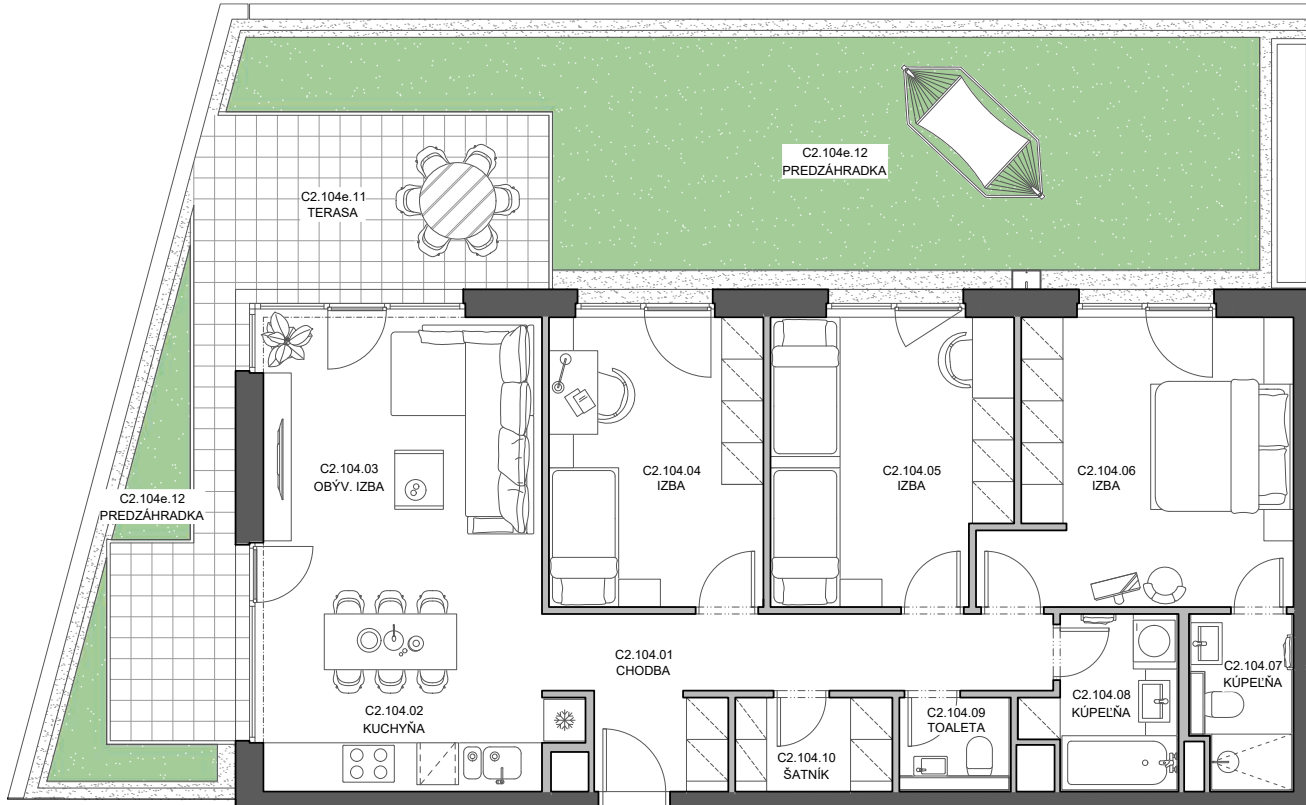 C2.104e.12
PREDZÁHRADKA
C2.104e.11
TERASA
C2.104.03
OBÝV. IZBA
C2.104.04
IZBA
C2.104.05
IZBA
C2.104.06
IZBA
C2.104e.12
PREDZÁHRADKA
C2.104.01
CHODBA
C2.104.07
KÚPEĽŇA
C2.104.02
KUCHYŇA
C2.104.08
KÚPEĽŇA
C2.104.09
TOALETA
C2.104.10
ŠATNÍK